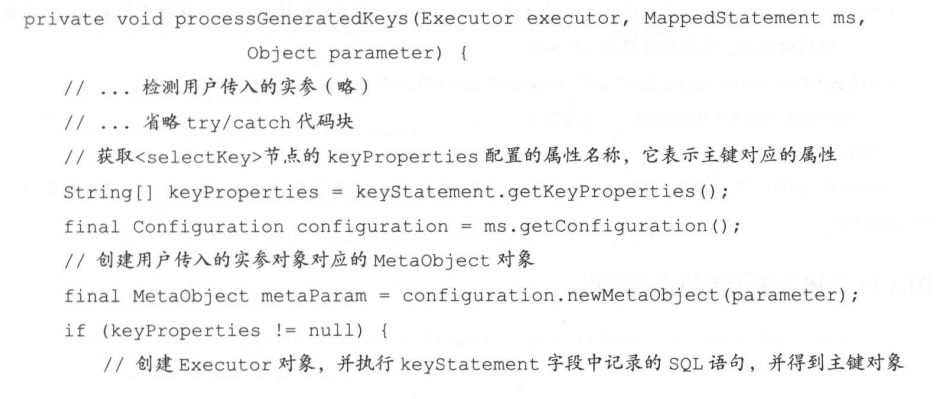 private void processGeneratedKeys(Executor executor, MappedStatement ms,
Object parameter) {
// ... 检测用户传入的实参(略)
// ... 省略 try/catch 代码块
// 获取<selectKey>节点的 keyProperties 配置的属性名称，它表示主键对应的属性
String[] keyProperties = keyStatement.getKeyProperties();
final Configuration configuration = ms.getConfiguration();
// 创建用户传入的实参对象对应的 MetaObject 对象
final MetaObject metaParam = configuration.newMetaObject(parameter);
if (keyProperties != null) {
// 创建 Executor 对象，并执行 keyStatement 字段中记录的 SQL 语句，并得到主键对象